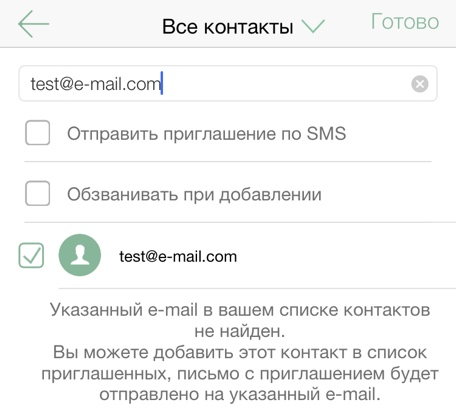 Все контакты
Готово
test@e-mail.com
Отправить приглашение по SMS
Обзванивать при добавлении
test@e-mail.com
Указанный e-mail в вашем списке контактов
не найден.
Вы можете добавить этот контакт в список
приглашенных, письмо с приглашением будет
отправлено на указанный e-mail.